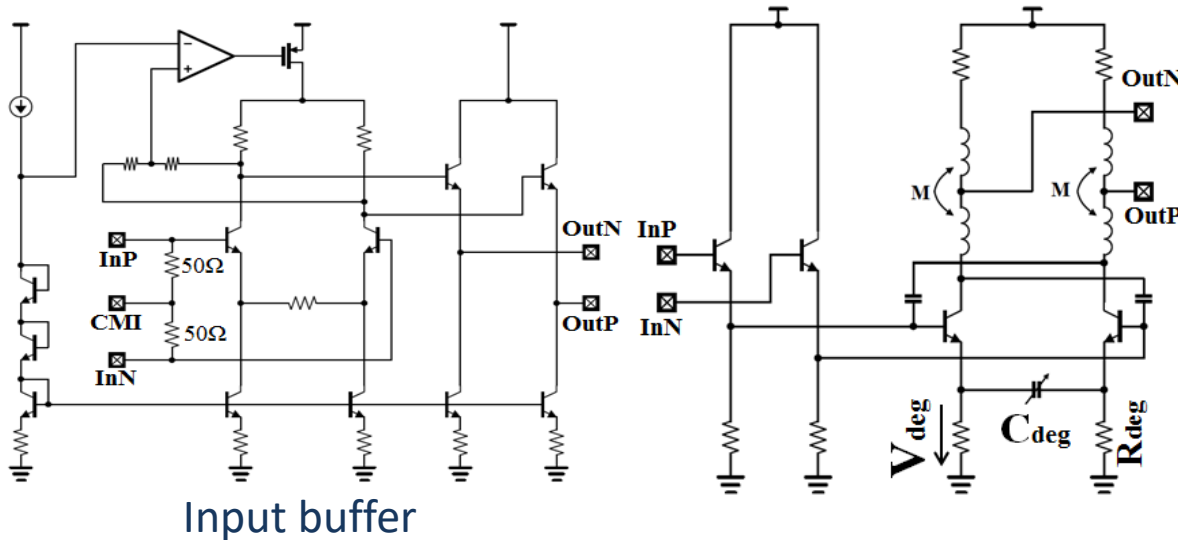 −
+
InP
50Ω
CMI
50Ω
InN
OutN
OutP
Input buffer
InP
InN
OutN
M
M
OutP
Vdeg
Cdeg
Rdeg